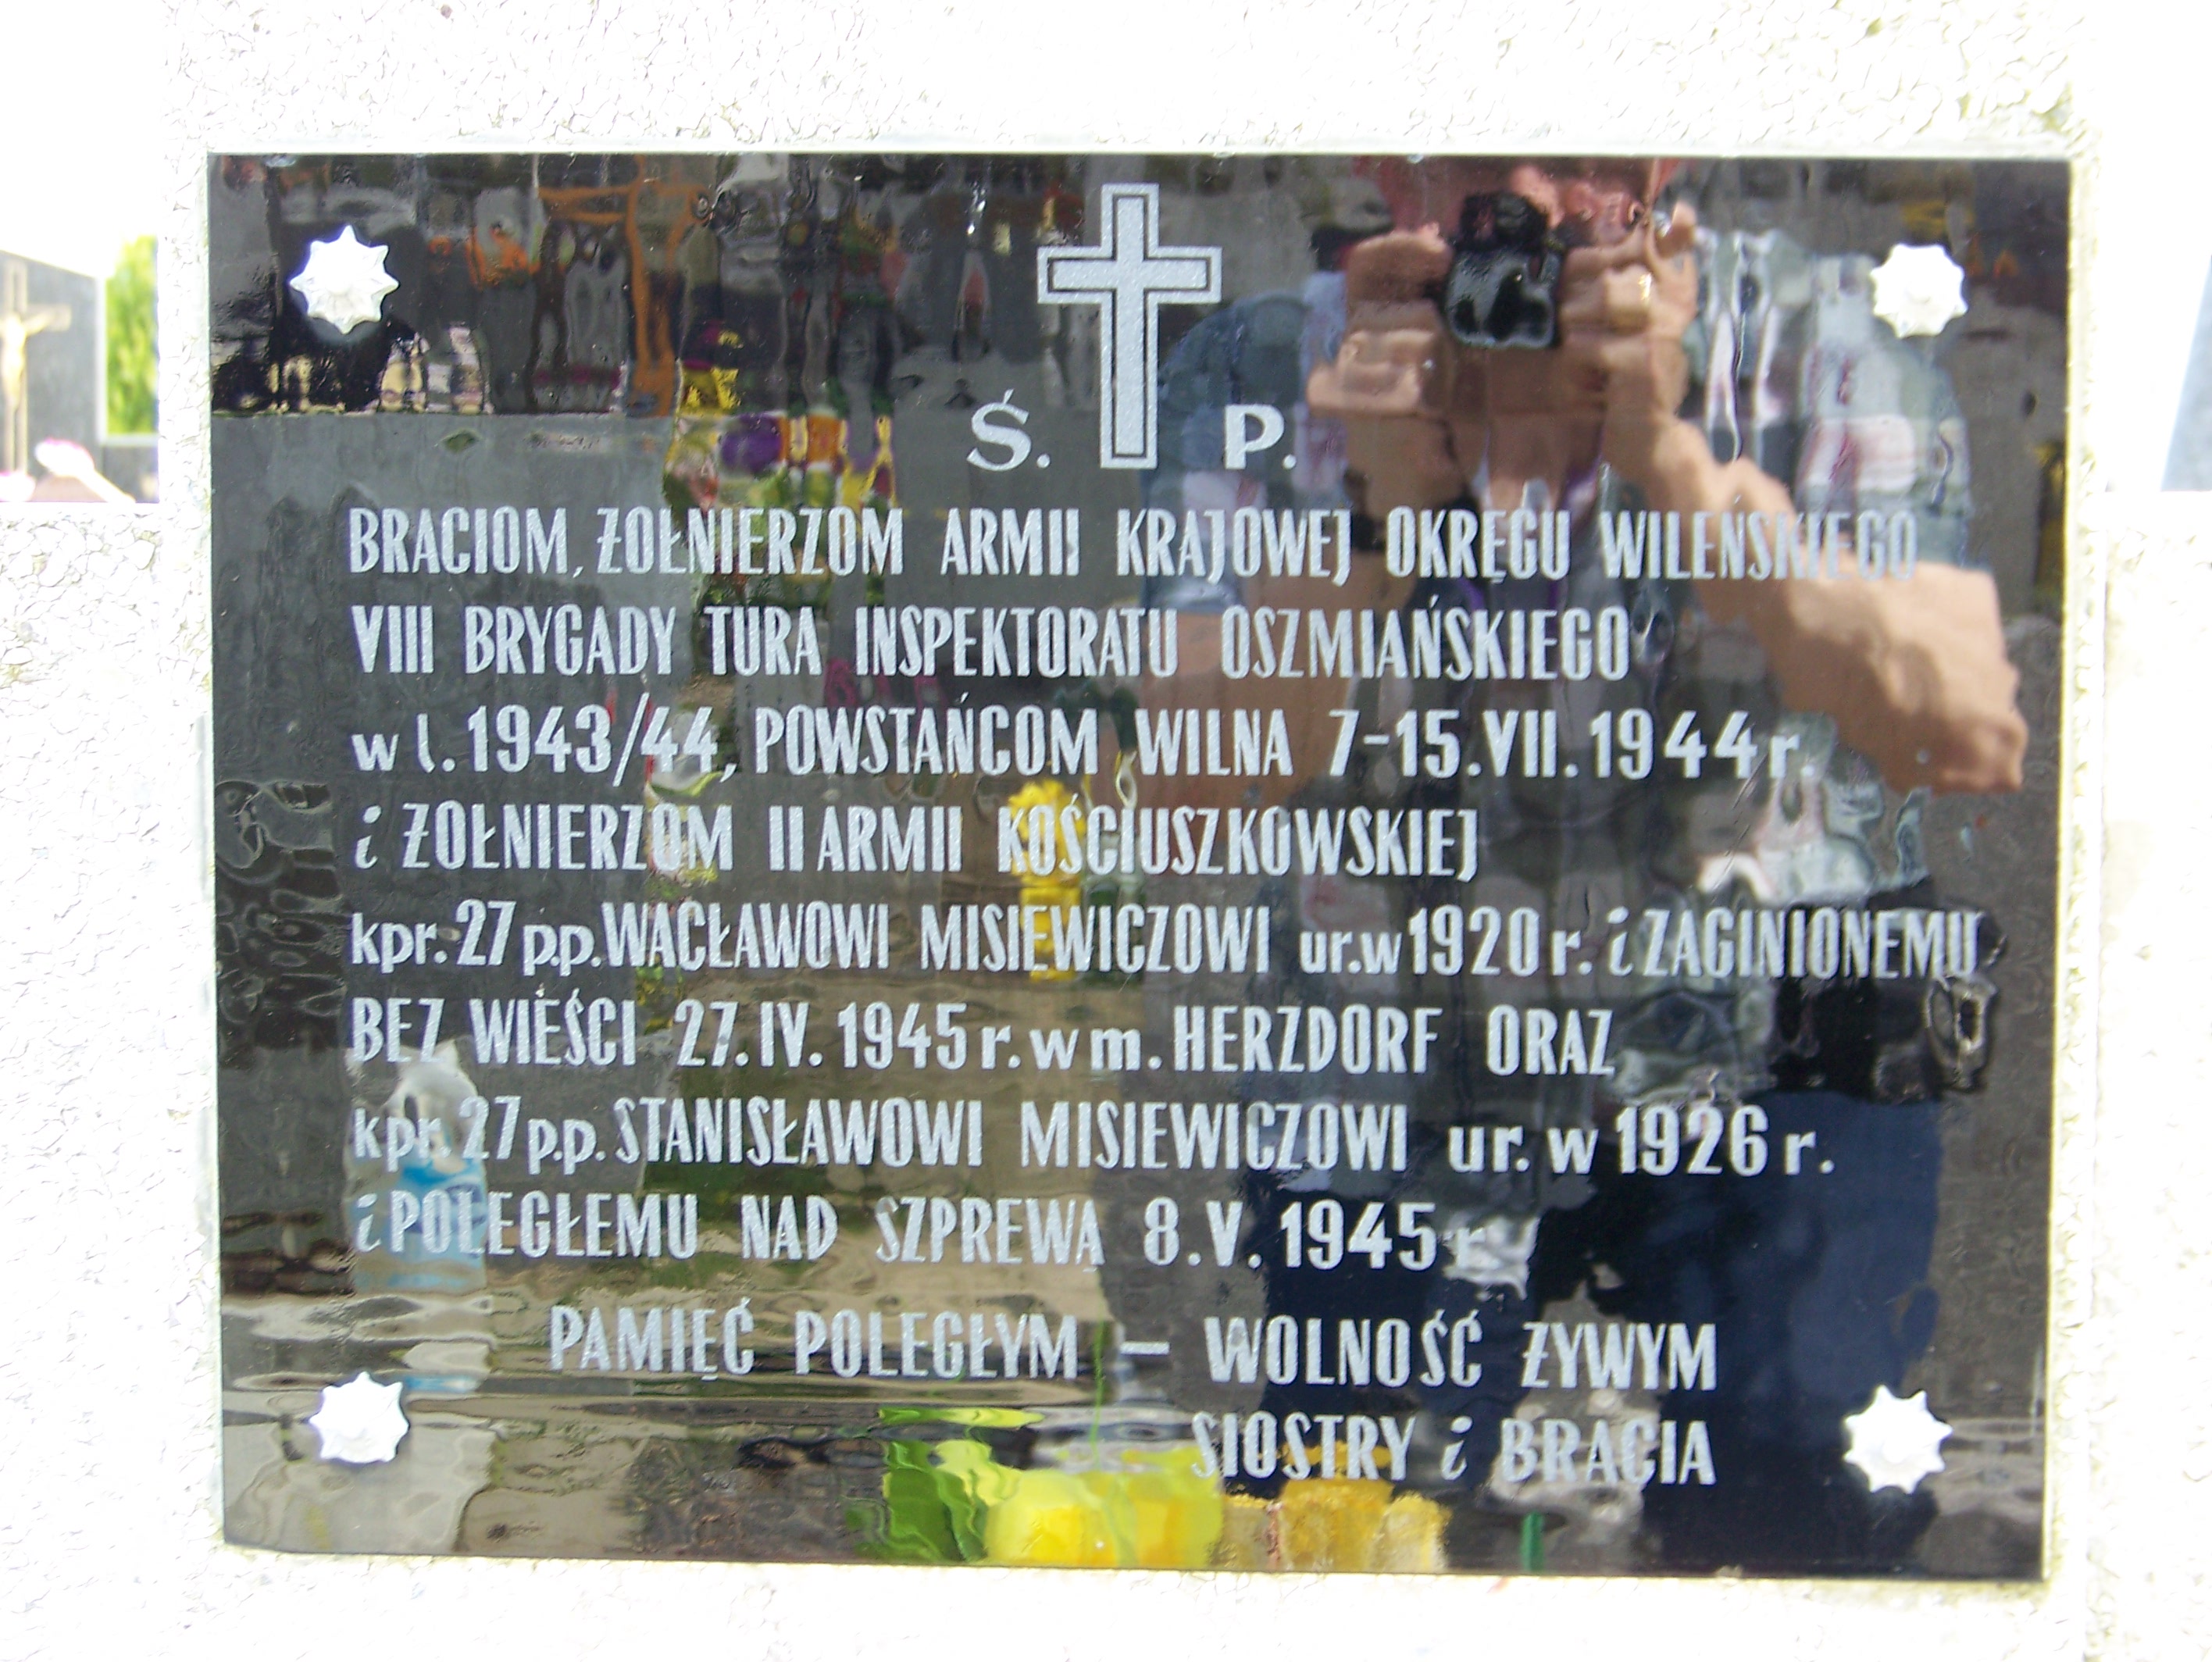 Ś. P.
BRACIOM, ŻOŁNIERZOM ARMII KRAJOWEJ OKRĘGU WILEŃSKIEGO
VIII BRYGADY TURA INSPEKTORATU OSZMIAŃSKIEGO
w l. 1943/44, POWSTAŃCOM WILNA 7-15.VII.1944 r.
i ŻOŁNIERZOM II ARMII KOŚCIUSZKOWSKIEJ
kpr. 27 p.p. WACŁAWOWI MISIEWICZOWI ur. w 1920 r. i ZAGINIONEMU
BEZ WIEŚCI 27. IV. 1945 r. w m. HERZDORF ORAZ
kpr. 27 p.p. STANISŁAWOWI MISIEWICZOWI ur. w 1926 r.
i POLEGŁEMU NAD SZPREWĄ 8. V. 1945 r
PAMIĘĆ POLEGŁYM – WOLNOŚĆ ŻYWYM
SIOSTRY i BRACIA